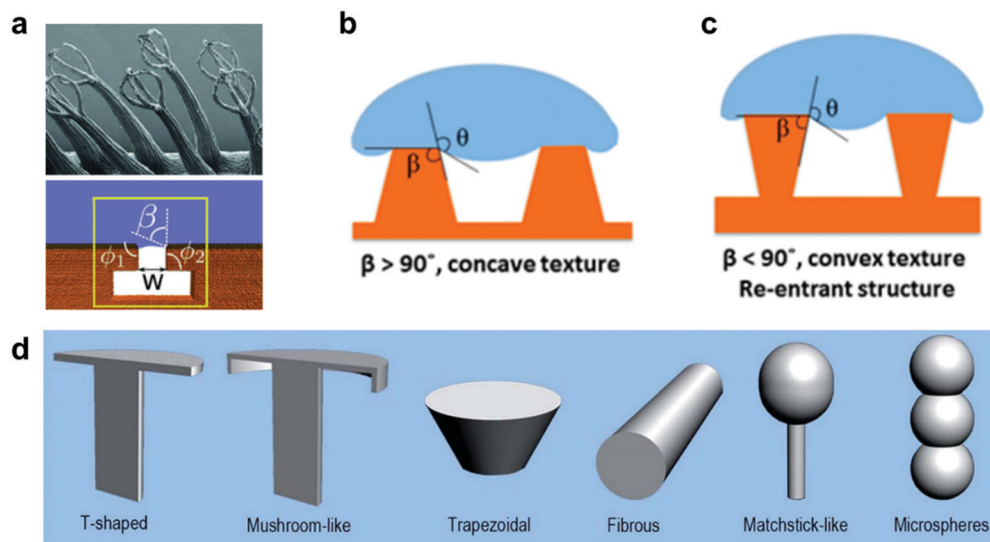 a
b
c
β
θ
β > 90°, concave texture
β
θ
β < 90°, convex texture
Re-entrant structure
β
ϕ1
ϕ2
W
d
T-shaped
Mushroom-like
Trapezoidal
Fibrous
Matchstick-like
Microspheres